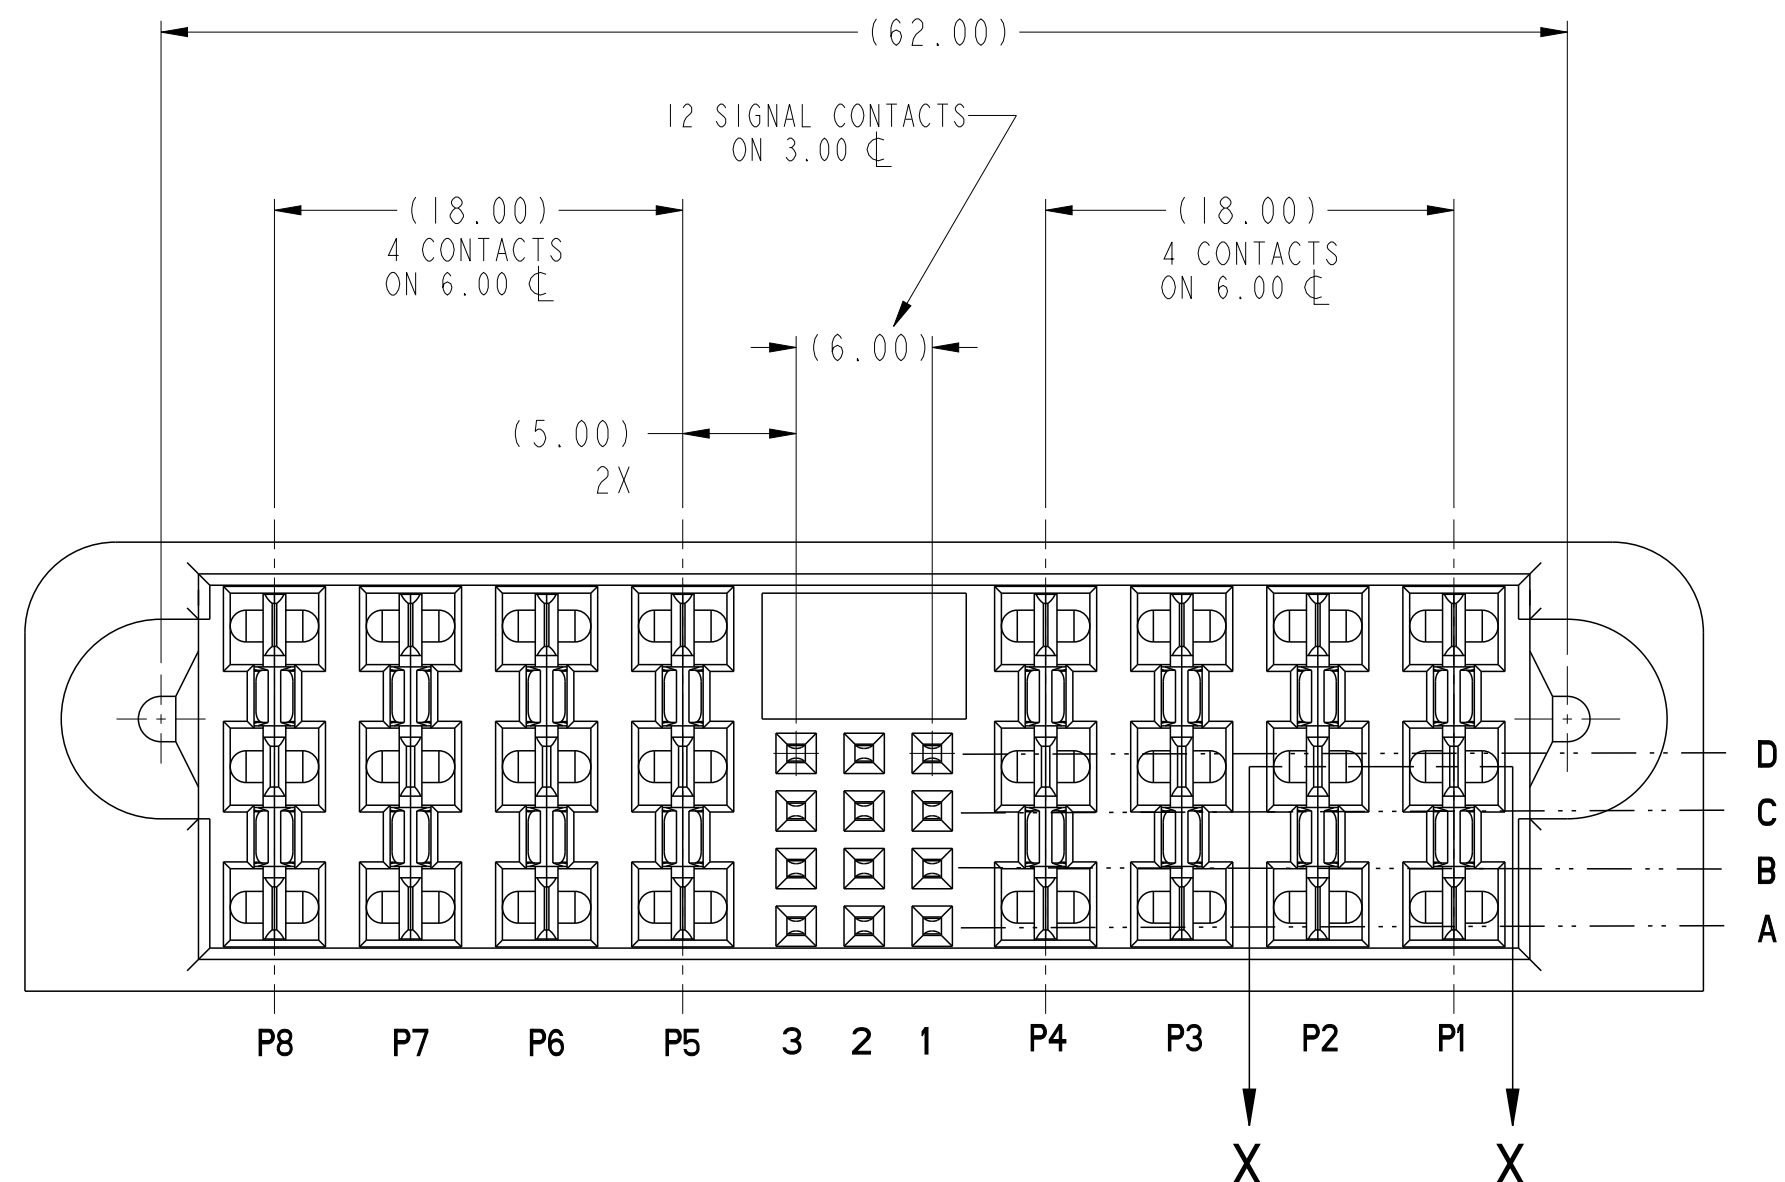 (62.00)
12 SIGNAL CONTACTS
ON 3.00 ℄
(18.00)
4 CONTACTS
ON 6.00 ℄
(18.00)
4 CONTACTS
ON 6.00 ℄
(6.00)
(5.00)
2X
D
C
B
A
P8 P7 P6 P5 3 2 1 P4 P3 P2 P1
X X